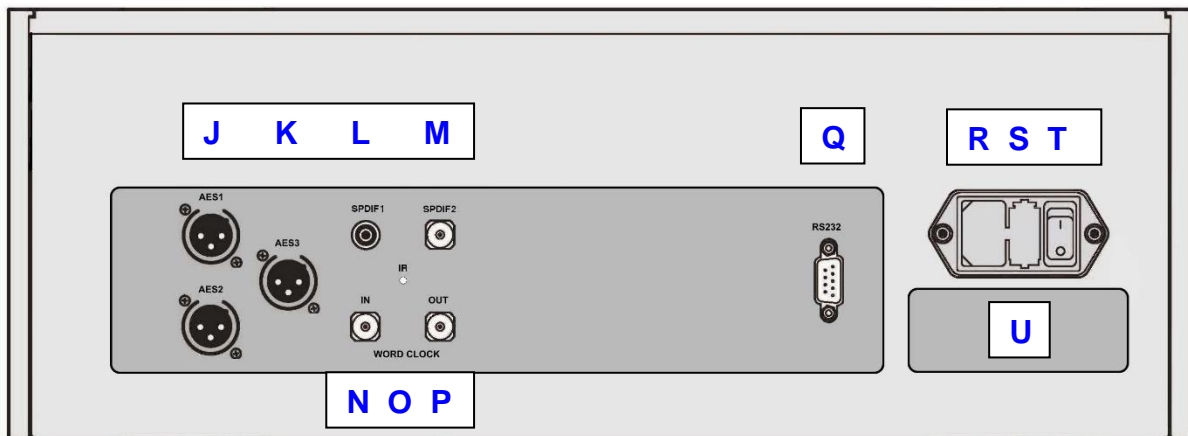 J K L M
Q
R S T
AES1
SPDIF1 SPDIF2
RS232
AES3
IR
AES2
IN OUT
U
WORD CLOCK
N O P